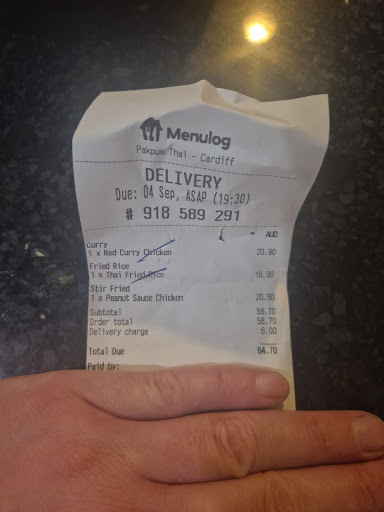 Menulog
Pakpum Thai - Cardiff
DELIVERY
Due: 04 Sep, ASAP (19:30)
# 918 589 291
AUD
Curry
1 x Red Curry Chicken 20.90
Fried Rice
1 x Thai Fried Rice 16.90
Stir Fried
1 x Peanut Sauce Chicken 20.90
Subtotal 58.70
Order total 58.70
Delivery charge 6.00
Total Due 64.70
Paid by: